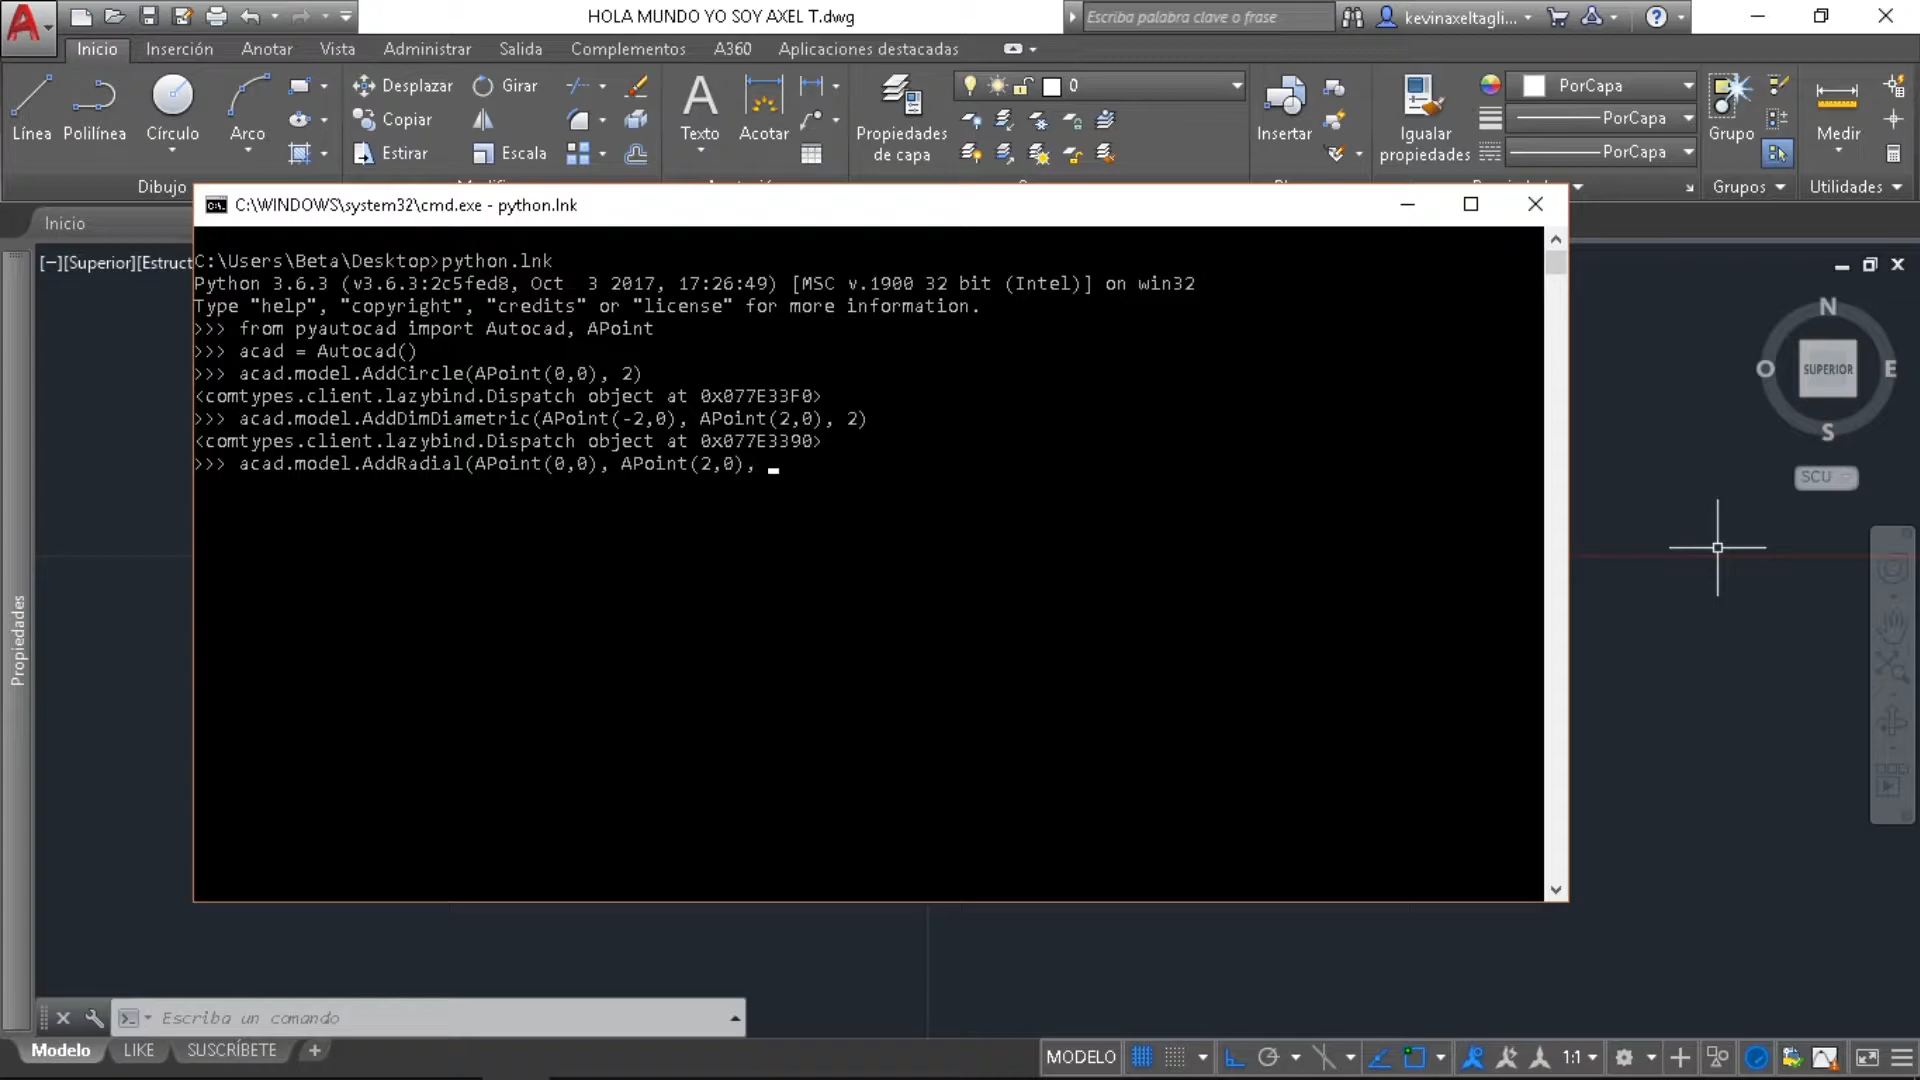 HOLA MUNDO YO SOY AXEL T.dwg
Escriba palabra clave o frase
kevinaxeltagli...
Inicio Inserción Anotar Vista Administrar Salida Complementos A360 Aplicaciones destacadas
Línea Polilínea Círculo Arco
Desplazar Girar
Copiar
Estirar Escala
Texto Acotar
Propiedades de capa
0
Insertar
Igualar propiedades
PorCapa
PorCapa
PorCapa
Grupo
Medir
Dibujo
Grupos
Utilidades
Inicio
C:\WINDOWS\system32\cmd.exe - python.lnk
[−][Superior][Estruct
C:\Users\Beta\Desktop>python.lnk
Python 3.6.3 (v3.6.3:2c5fed8, Oct  3 2017, 17:26:49) [MSC v.1900 32 bit (Intel)] on win32
Type "help", "copyright", "credits" or "license" for more information.
>>> from pyautocad import Autocad, APoint
>>> acad = Autocad()
>>> acad.model.AddCircle(APoint(0,0), 2)
<comtypes.client.lazybind.Dispatch object at 0x077E33F0>
>>> acad.model.AddDimDiametric(APoint(-2,0), APoint(2,0), 2)
<comtypes.client.lazybind.Dispatch object at 0x077E3390>
>>> acad.model.AddRadial(APoint(0,0), APoint(2,0), _
N
O SUPERIOR E
S
SCU
Propiedades
Escriba un comando
Modelo LIKE SUSCRÍBETE +
MODELO
1:1